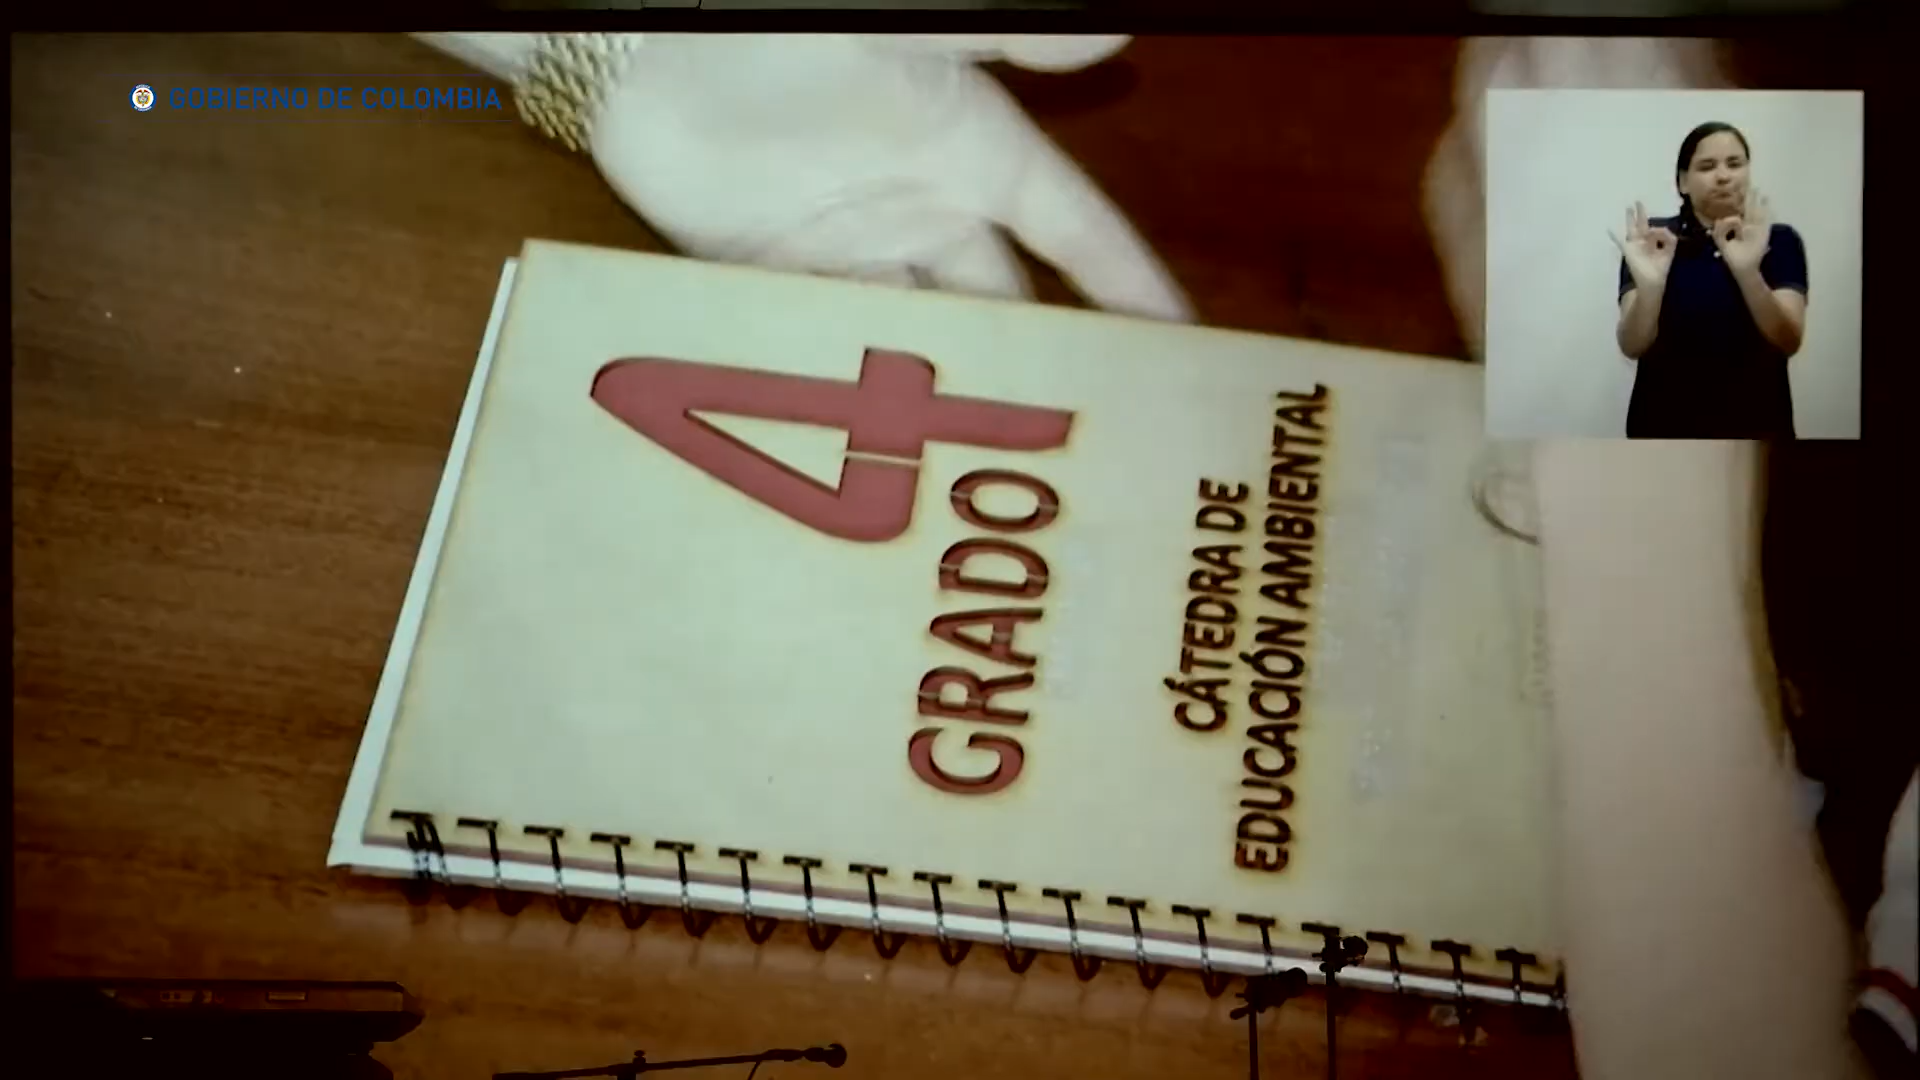 GOBIERNO DE COLOMBIA
4
GRADO
CÁTEDRA DE
EDUCACIÓN AMBIENTAL